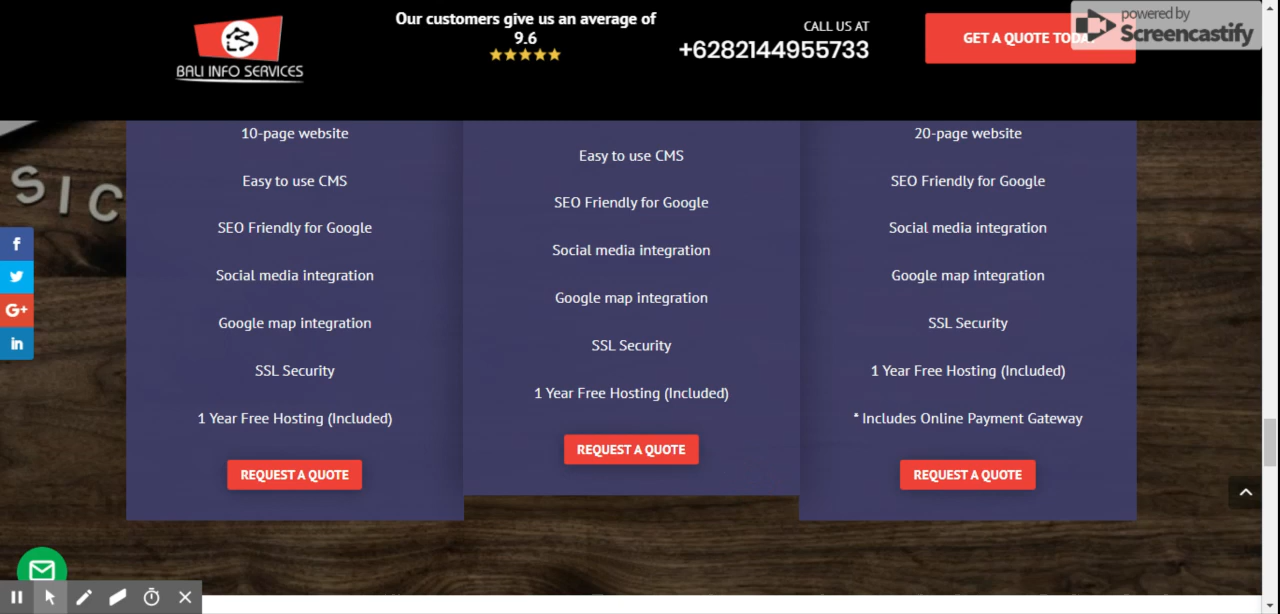 Our customers give us an average of
9.6
BALI INFO SERVICES
CALL US AT
+6282144955733
powered by
Screencastify
GET A QUOTE TODA
SIC
f
G+
in
10-page website
Easy to use CMS
SEO Friendly for Google
Social media integration
Google map integration
SSL Security
1 Year Free Hosting (Included)
REQUEST A QUOTE
Easy to use CMS
SEO Friendly for Google
Social media integration
Google map integration
SSL Security
1 Year Free Hosting (Included)
REQUEST A QUOTE
20-page website
SEO Friendly for Google
Social media integration
Google map integration
SSL Security
1 Year Free Hosting (Included)
* Includes Online Payment Gateway
REQUEST A QUOTE